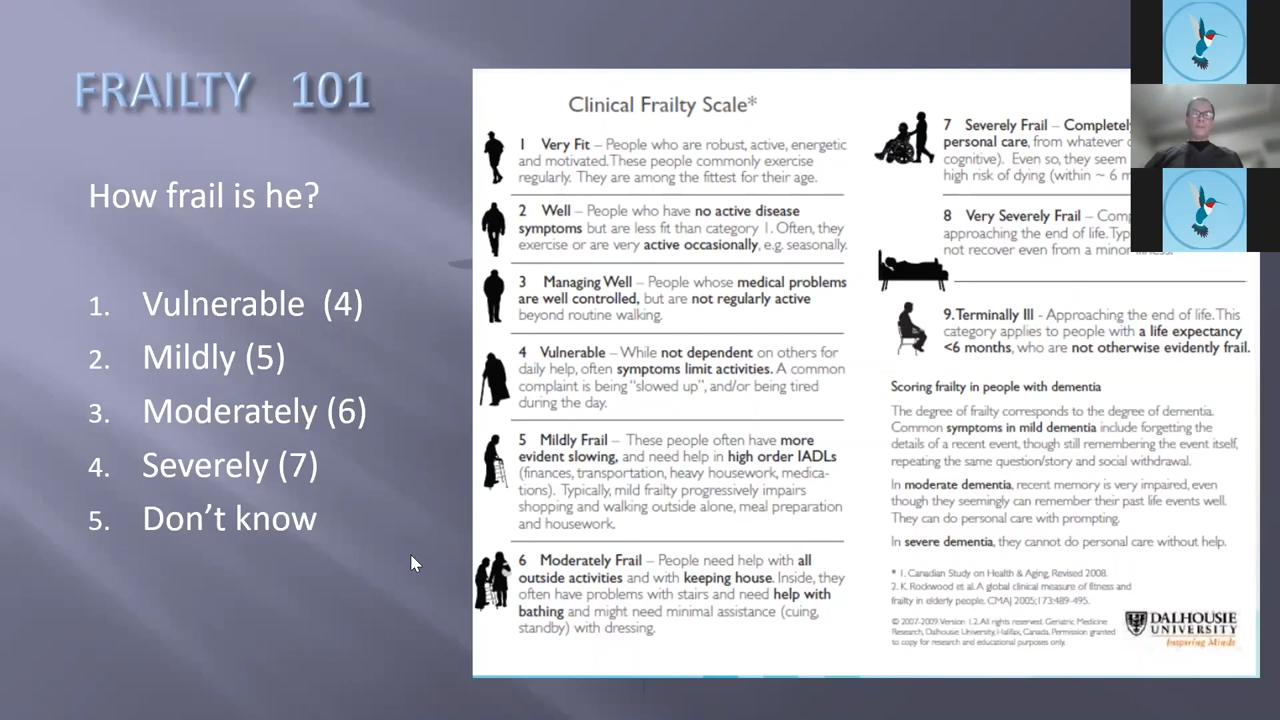 FRAILTY 101
How frail is he?
1. Vulnerable (4)
2. Mildly (5)
3. Moderately (6)
4. Severely (7)
5. Don't know
Clinical Frailty Scale*
1 Very Fit – People who are robust, active, energetic
and motivated. These people commonly exercise
regularly. They are among the fittest for their age.
2 Well – People who have no active disease
symptoms but are less fit than category 1. Often, they
exercise or are very active occasionally, e.g. seasonally.
3 Managing Well – People whose medical problems
are well controlled, but are not regularly active
beyond routine walking.
4 Vulnerable – While not dependent on others for
daily help, often symptoms limit activities. A common
complaint is being "slowed up", and/or being tired
during the day.
5 Mildly Frail – These people often have more
evident slowing, and need help in high order IADLs
(finances, transportation, heavy housework, medica-
tions). Typically, mild frailty progressively impairs
shopping and walking outside alone, meal preparation
and housework.
6 Moderately Frail – People need help with all
outside activities and with keeping house. Inside, they
often have problems with stairs and need help with
bathing and might need minimal assistance (cuing,
standby) with dressing.
7 Severely Frail – Completely
personal care, from whatever
cognitive). Even so, they seem
high risk of dying (within ~ 6
8 Very Severely Frail –
approaching the end of life.
not recover even from a minor
9. Terminally Ill - Approaching the end of life. This
category applies to people with a life expectancy
<6 months, who are not otherwise evidently frail.
Scoring frailty in people with dementia
The degree of frailty corresponds to the degree of dementia.
Common symptoms in mild dementia include forgetting the
details of a recent event, though still remembering the event itself,
repeating the same question/story and social withdrawal.
In moderate dementia, recent memory is very impaired, even
though they seemingly can remember their past life events well.
They can do personal care with prompting.
In severe dementia, they cannot do personal care without help.
* 1. Canadian Study on Health & Aging, Revised 2008.
2. K. Rockwood et al. A global clinical measure of fitness and
frailty in elderly people. CMAJ 2005;173:489-495.
© 2007-2009. Version 1.2. All rights reserved. Geriatric Medicine
Research, Dalhousie University, Halifax, Canada. Permission granted
to copy for research and educational purposes only.
DALHOUSIE
UNIVERSITY
Inspiring Minds